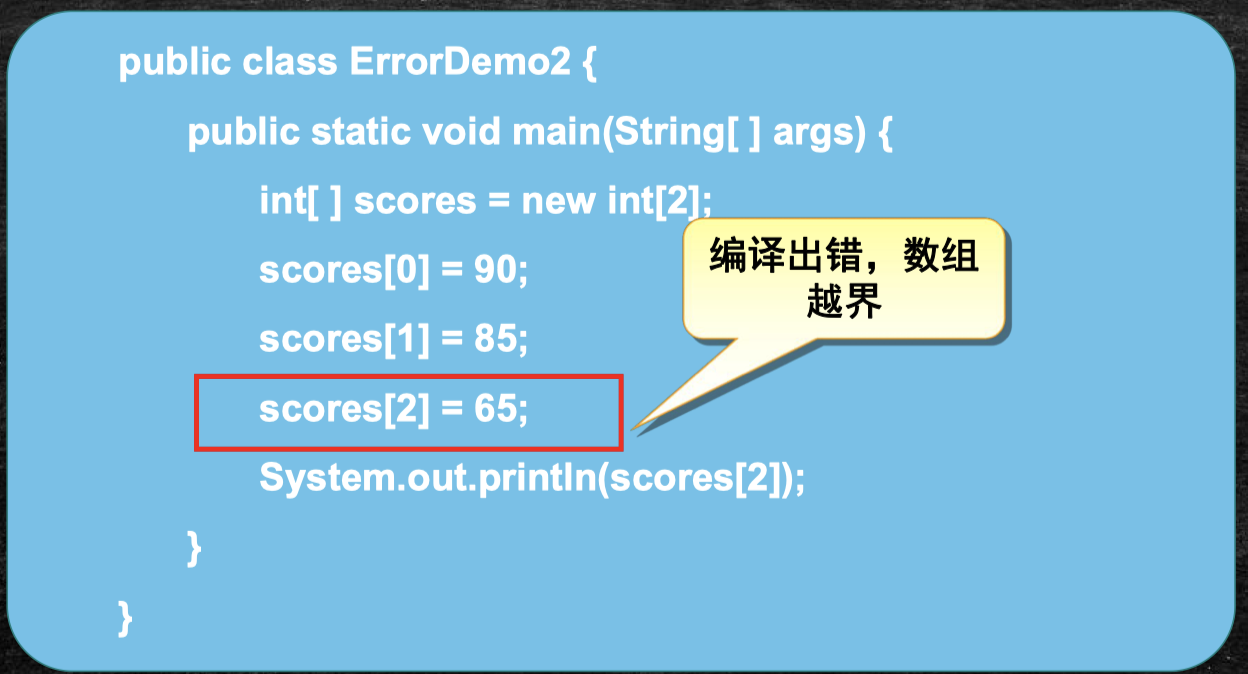 public class ErrorDemo2 {
public static void main(String[ ] args) {
int[ ] scores = new int[2];
编译出错，数组
越界
scores[0] = 90;
scores[1] = 85;
scores[2] = 65;
System.out.println(scores[2]);
}
}